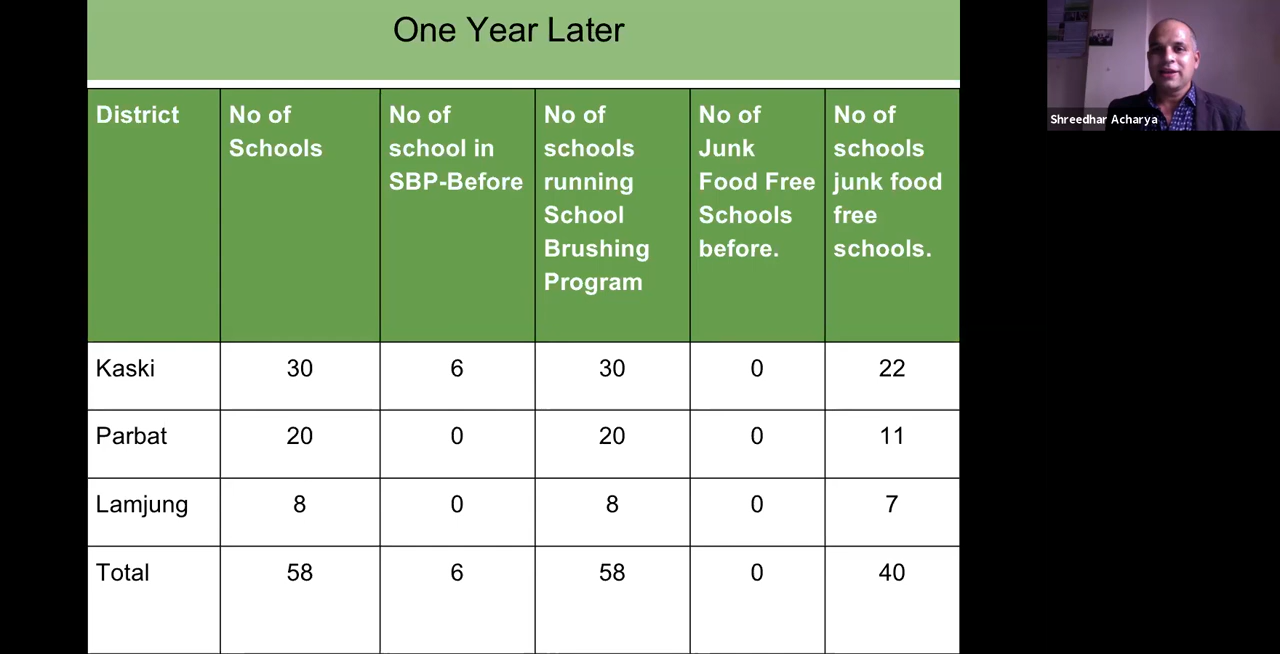 One Year Later
District
No of
Schools
No of
school in
SBP-Before
No of
schools
running
School
Brushing
Program
No of
Junk
Food Free
Schools
before.
No of
schools
junk food
free
schools.
Kaski 30 6 30 0 22
Parbat 20 0 20 0 11
Lamjung 8 0 8 0 7
Total 58 6 58 0 40
Shreedhar Acharya